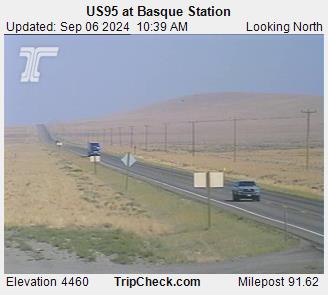 US95 at Basque Station
Updated: Sep 06 2024 10:39 AM Looking North
Elevation 4460 TripCheck.com Milepost 91.62